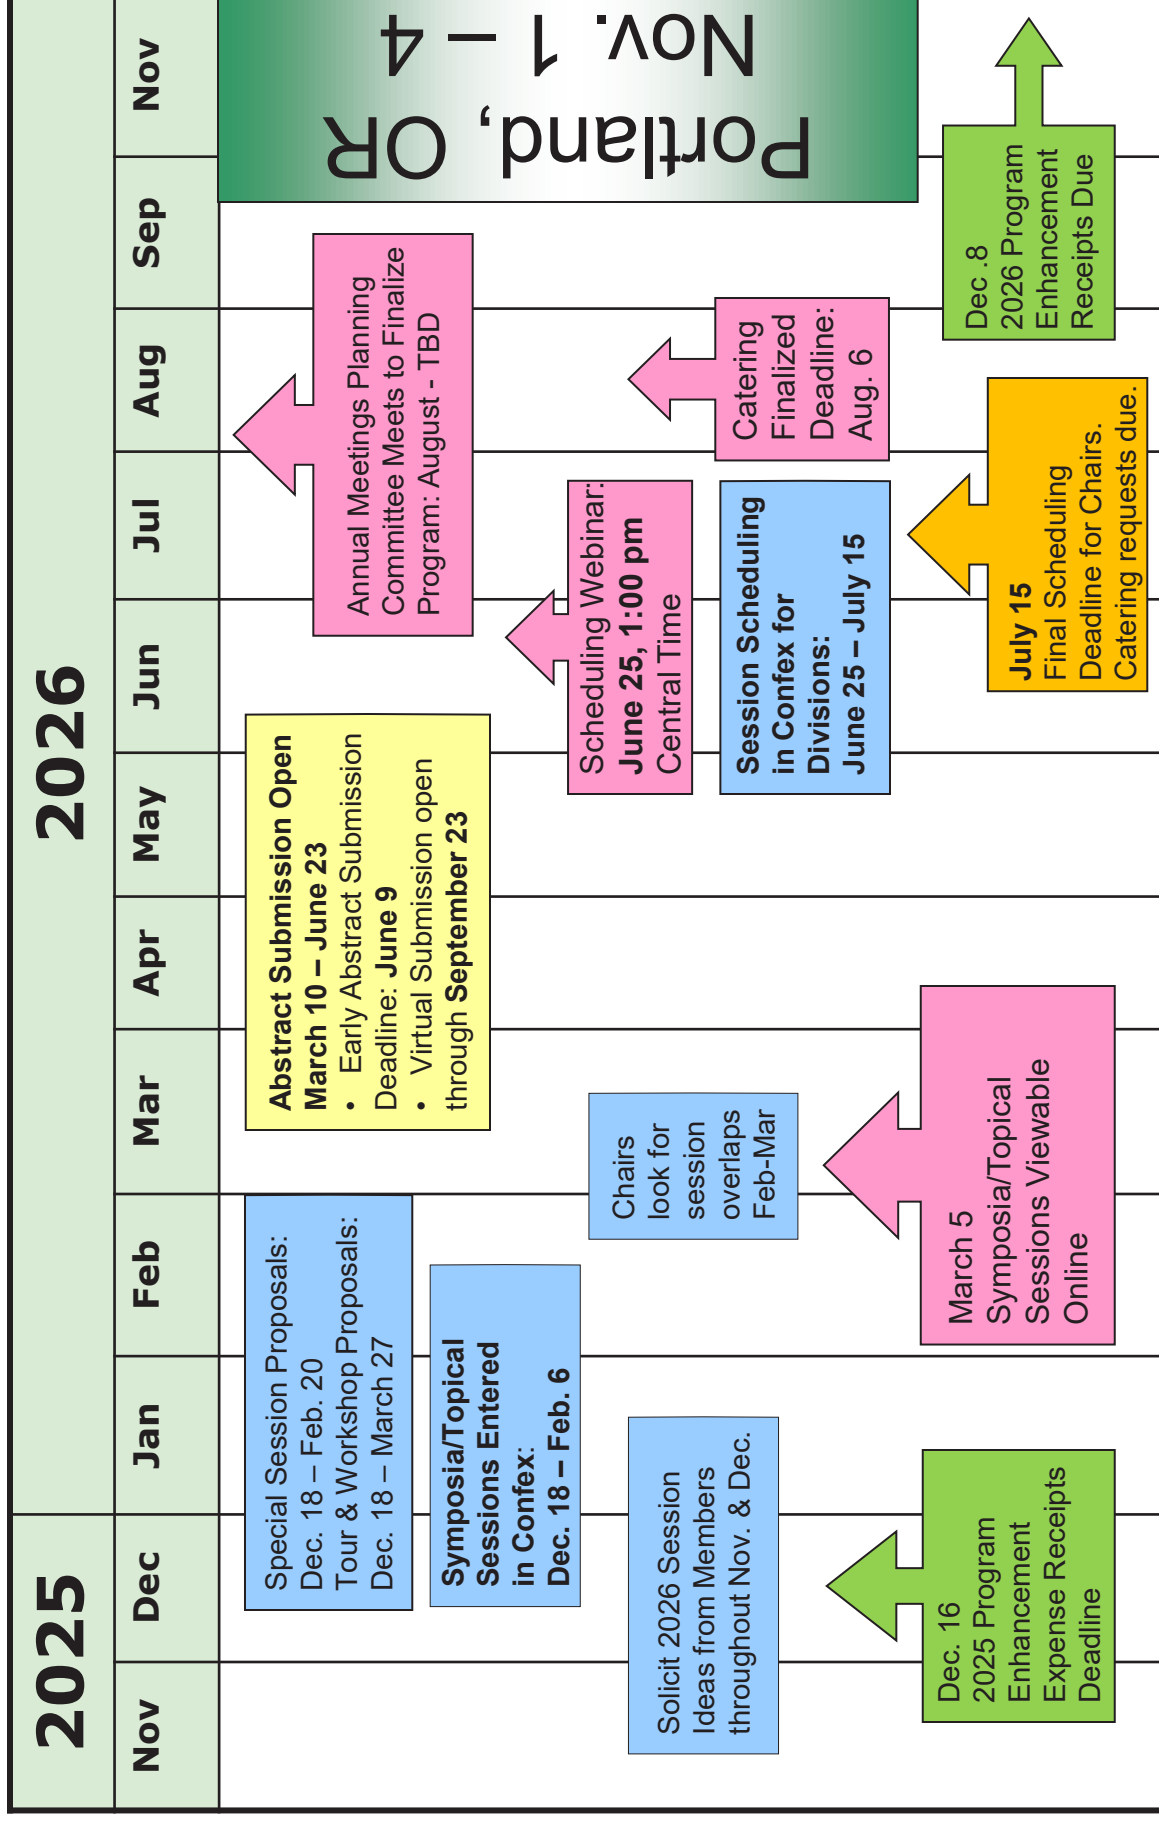 2025
2026
Nov
Dec
Jan
Feb
Mar
Apr
May
Jun
Jul
Aug
Sep
Nov
Special Session Proposals:
Dec. 18 – Feb. 20
Tour & Workshop Proposals:
Dec. 18 – March 27
Symposia/Topical
Sessions Entered
in Confex:
Dec. 18 – Feb. 6
Solicit 2026 Session
Ideas from Members
throughout Nov. & Dec.
Dec. 16
2025 Program
Enhancement
Expense Receipts
Deadline
Chairs
look for
session
overlaps
Feb-Mar
March 5
Symposia/Topical
Sessions Viewable
Online
Abstract Submission Open
March 10 – June 23
• Early Abstract Submission
Deadline: June 9
• Virtual Submission open
through September 23
Scheduling Webinar:
June 25, 1:00 pm
Central Time
Session Scheduling
in Confex for
Divisions:
June 25 – July 15
July 15
Final Scheduling
Deadline for Chairs.
Catering requests due.
Annual Meetings Planning
Committee Meets to Finalize
Program: August - TBD
Catering
Finalized
Deadline:
Aug. 6
Dec .8
2026 Program
Enhancement
Receipts Due
Portland, OR
Nov. 1 – 4